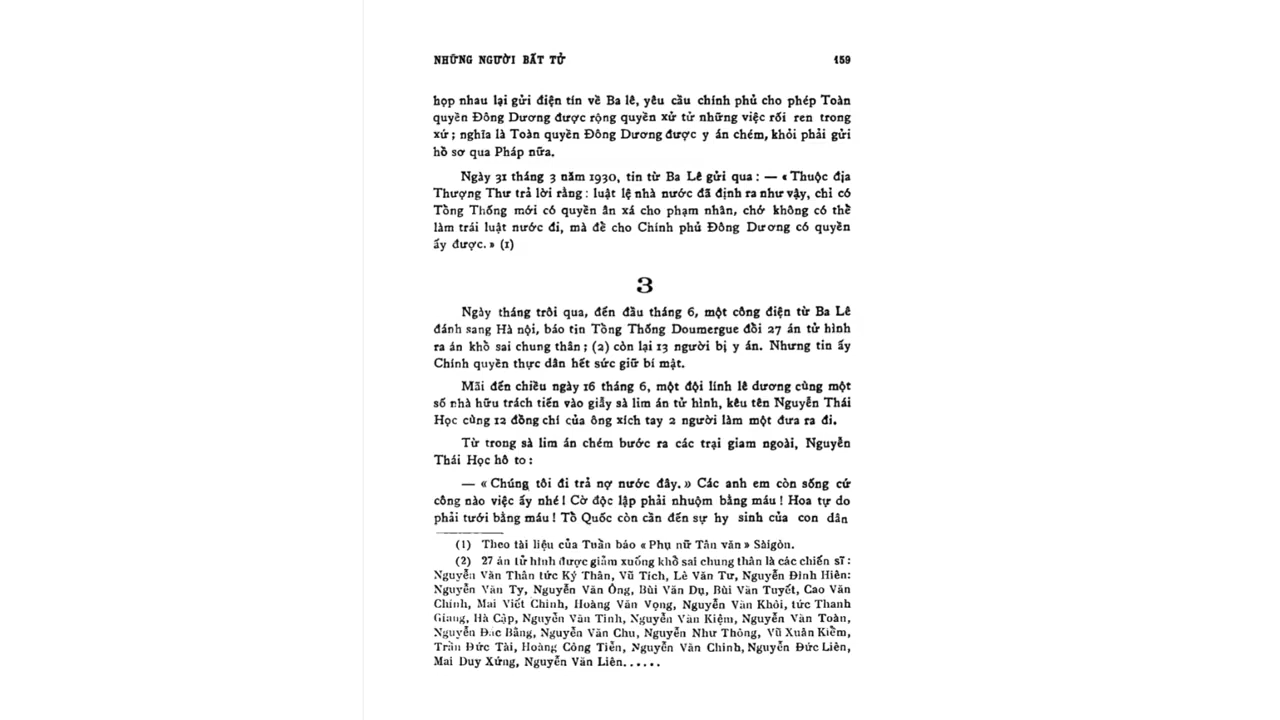 NHỮNG NGƯỜI BẤT TỬ 159
họp nhau lại gửi điện tín về Ba lê, yêu cầu chính phủ cho phép Toàn
quyền Đông Dương được rộng quyền xử tử những việc rối ren trong
xứ ; nghĩa là Toàn quyền Đông Dương được y án chém, khỏi phải gửi
hồ sơ qua Pháp nữa.
Ngày 31 tháng 3 năm 1930, tin từ Ba Lê gửi qua : — « Thuộc địa
Thượng Thư trả lời rằng : luật lệ nhà nước đã định ra như vậy, chỉ có
Tổng Thống mới có quyền ân xá cho phạm nhân, chớ không có thể
làm trái luật nước đi, mà để cho Chính phủ Đông Dương có quyền
ấy được. » (1)
3
Ngày tháng trôi qua, đến đầu tháng 6, một công điện từ Ba Lê
đánh sang Hà nội, báo tin Tổng Thống Doumergue đổi 27 án tử hình
ra án khổ sai chung thân ; (2) còn lại 13 người bị y án. Nhưng tin ấy
Chính quyền thực dân hết sức giữ bí mật.
Mãi đến chiều ngày 16 tháng 6, một đội lính lê dương cùng một
số nhà hữu trách tiến vào giẫy sà lim án tử hình, kêu tên Nguyễn Thái
Học cùng 12 đồng chí của ông xích tay 2 người làm một đưa ra đi.
Từ trong sà lim án chém bước ra các trại giam ngoài, Nguyễn
Thái Học hô to :
— « Chúng tôi đi trả nợ nước đây. » Các anh em còn sống cứ
công nào việc ấy nhé ! Cờ độc lập phải nhuộm bằng máu ! Hoa tự do
phải tưới bằng máu ! Tổ Quốc còn cần đến sự hy sinh của con dân
(1) Theo tài liệu của Tuần báo « Phụ nữ Tân văn » Sàigòn.
(2) 27 án tử hình được giảm xuống khổ sai chung thân là các chiến sĩ :
Nguyễn Văn Thân tức Ký Thân, Vũ Tích, Lê Văn Tư, Nguyễn Đình Hiên:
Nguyễn Văn Ty, Nguyễn Văn Ông, Bùi Văn Dụ, Bùi Văn Tuyết, Cao Văn
Chính, Mai Viết Chinh, Hoàng Văn Vọng, Nguyễn Văn Khôi, tức Thanh
Giang, Hà Cập, Nguyễn Văn Tinh, Nguyễn Văn Kiệm, Nguyễn Văn Toàn,
Nguyễn Đắc Bằng, Nguyễn Văn Chu, Nguyễn Như Thông, Vũ Xuân Kiểm,
Trần Đức Tài, Hoàng Công Tiễn, Nguyễn Văn Chinh, Nguyễn Đức Liên,
Mai Duy Xứng, Nguyễn Văn Liên......